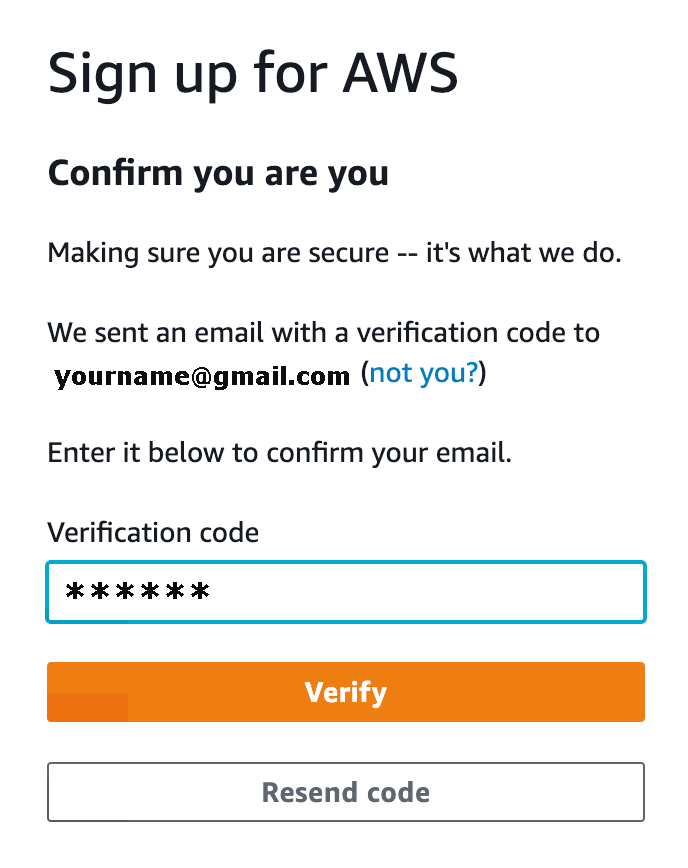 Sign up for AWS
Confirm you are you
Making sure you are secure -- it's what we do.
We sent an email with a verification code to
yourname@gmail.com (not you?)
Enter it below to confirm your email.
Verification code
******
Verify
Resend code